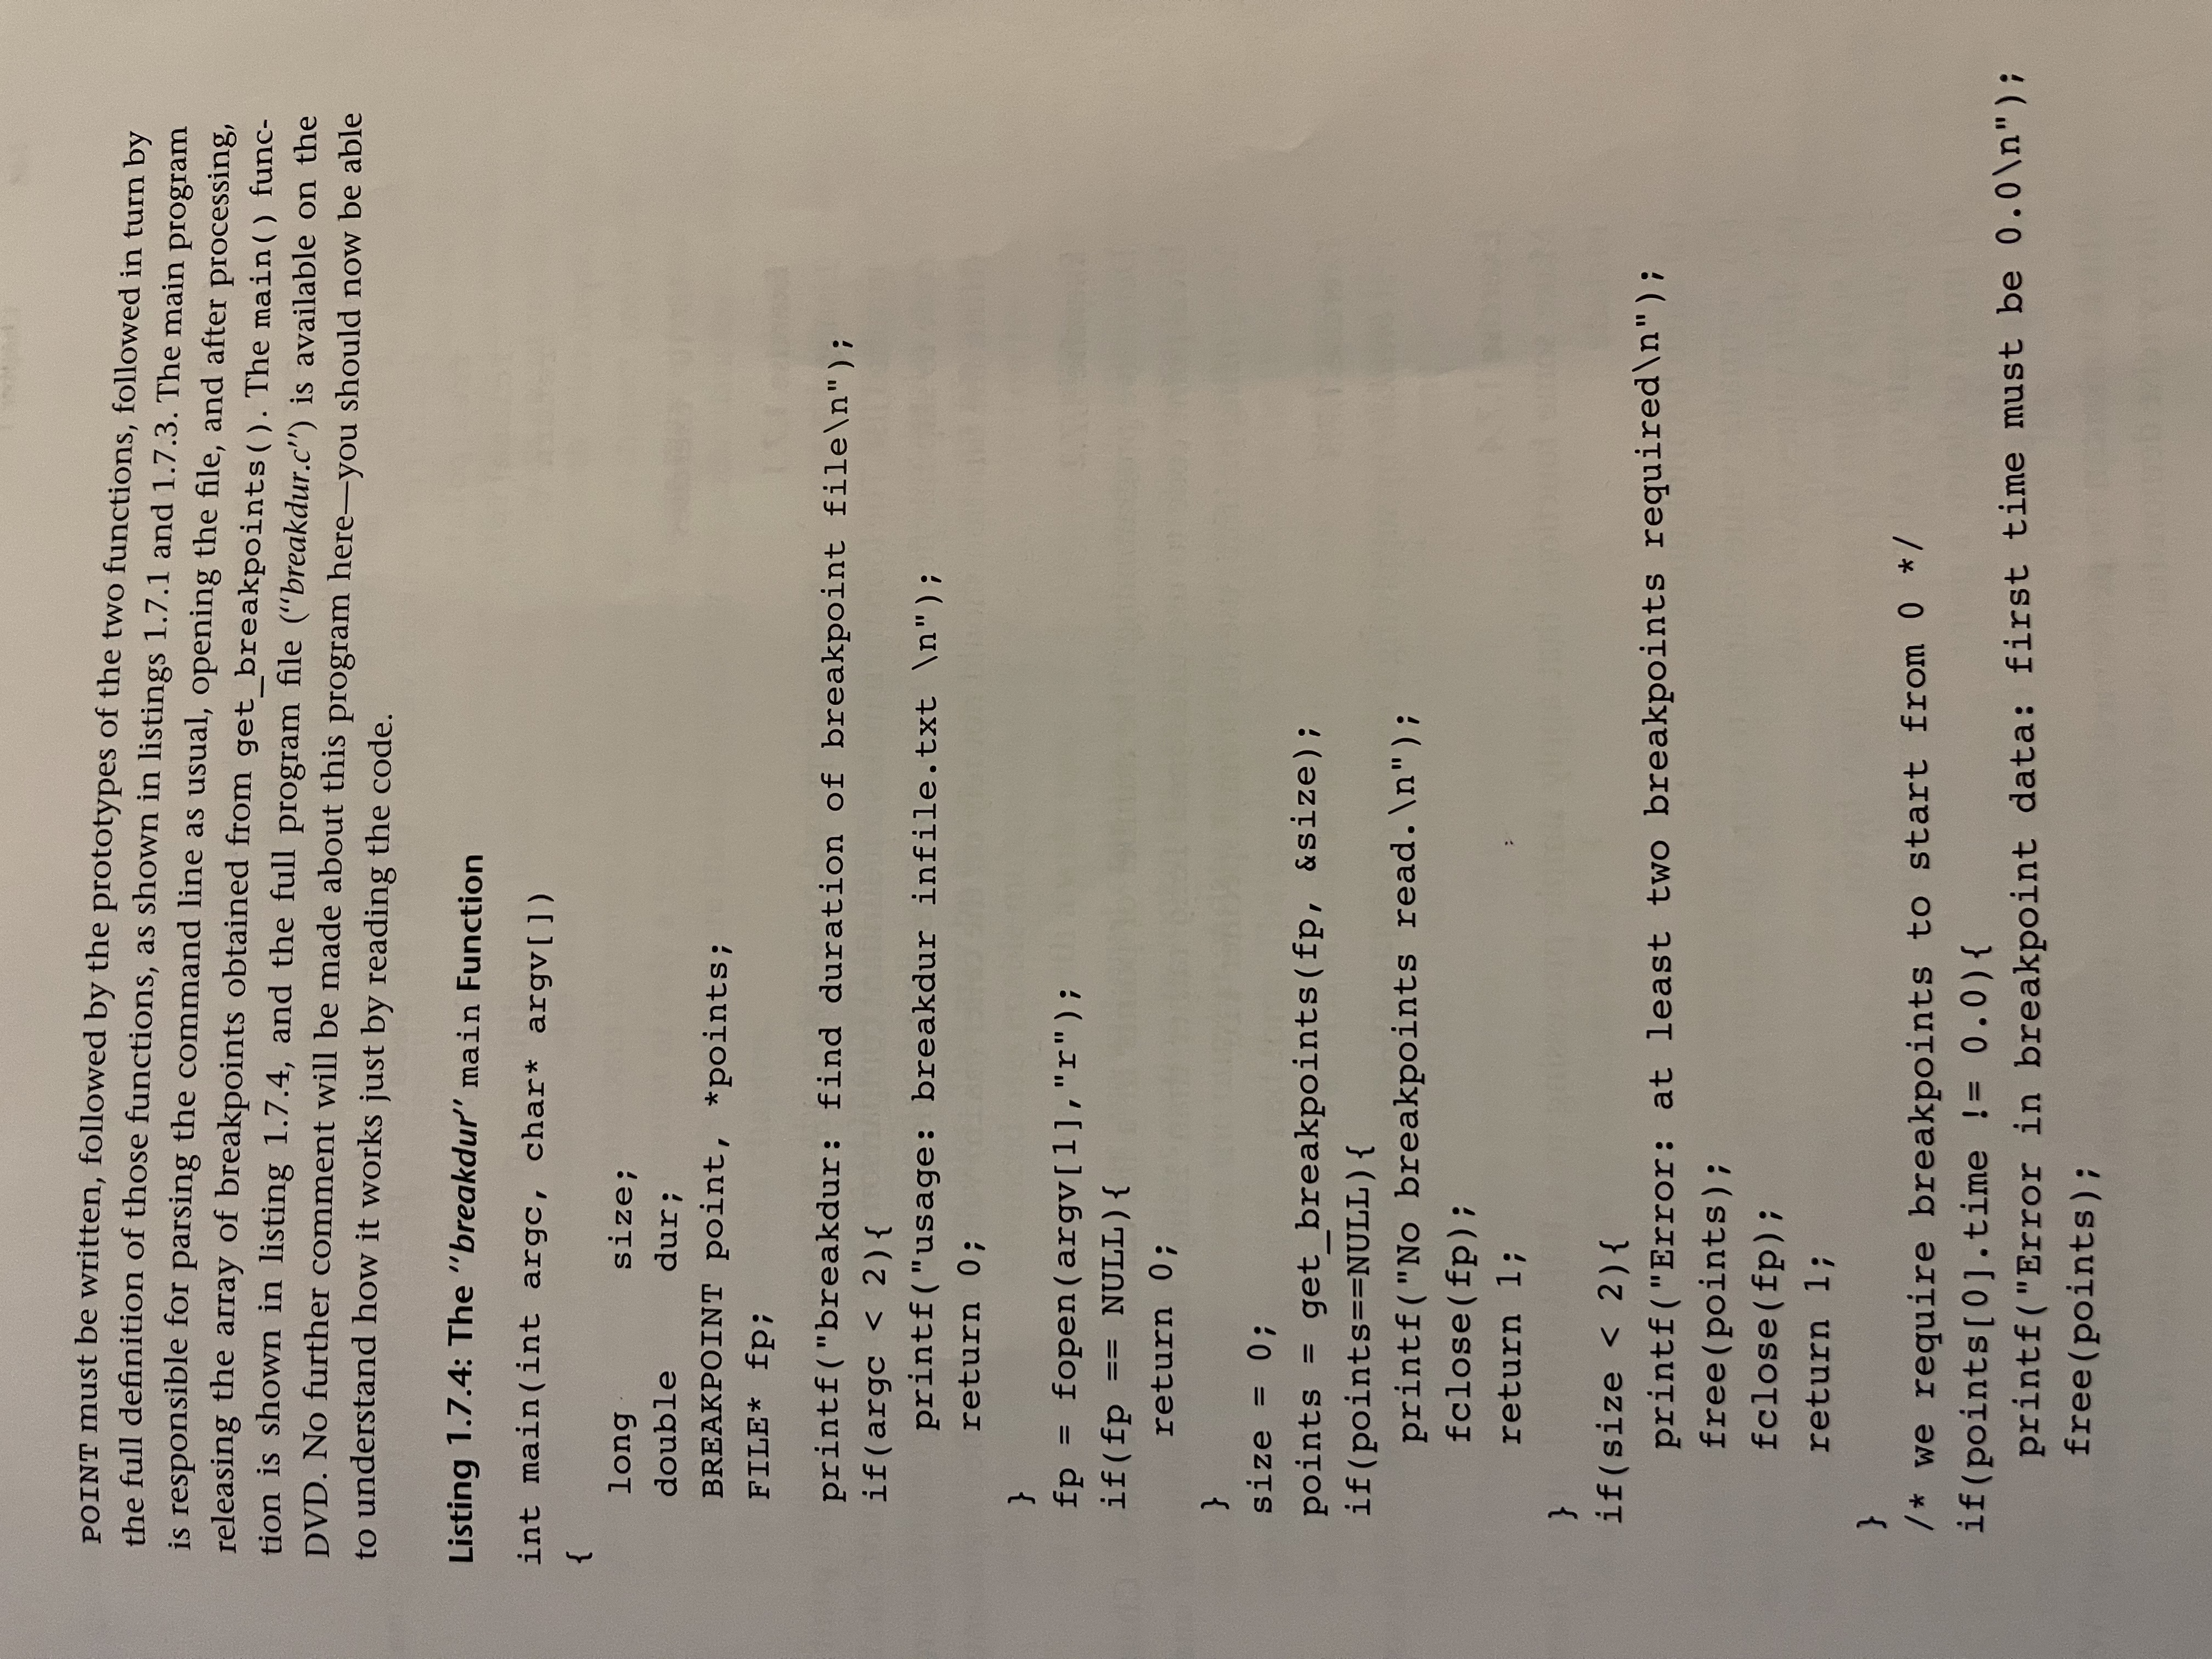 POINT must be written, followed by the prototypes of the two functions, followed in turn by
the full definition of those functions, as shown in listings 1.7.1 and 1.7.3. The main program
is responsible for parsing the command line as usual, opening the file, and after processing,
releasing the array of breakpoints obtained from get_breakpoints(). The main() func-
tion is shown in listing 1.7.4, and the full program file (“breakdur.c”) is available on the
DVD. No further comment will be made about this program here—you should now be able
to understand how it works just by reading the code.
Listing 1.7.4: The “breakdur” main Function
int main(int argc, char* argv[])
{
    long      size;
    double    dur;
    BREAKPOINT point, *points;
    FILE* fp;
    printf("breakdur: find duration of breakpoint file\n");
    if(argc < 2){
        printf("usage: breakdur infile.txt \n");
        return 0;
    }
    fp = fopen(argv[1],"r");
    if(fp == NULL){
        return 0;
    }
    size = 0;
    points = get_breakpoints(fp, &size);
    if(points==NULL){
        printf("No breakpoints read.\n");
        fclose(fp);
        return 1;
    }
    if(size < 2){
        printf("Error: at least two breakpoints required\n");
        free(points);
        fclose(fp);
        return 1;
    }
    /* we require breakpoints to start from 0 */
    if(points[0].time != 0.0){
        printf("Error in breakpoint data: first time must be 0.0\n");
        free(points);